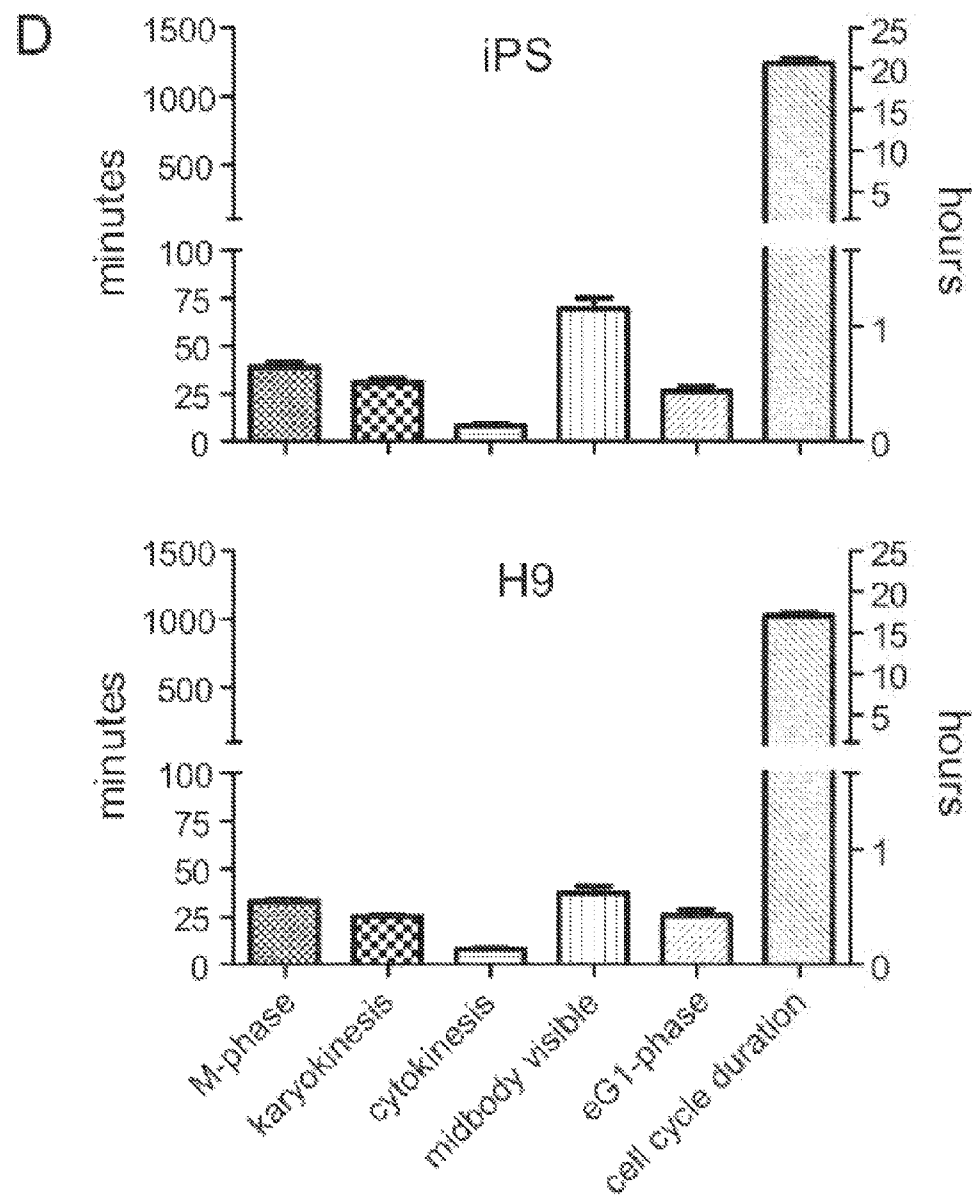 D
iPS
minutes
1500
1000
500
100
75
50
25
0
25
20
15
10
5
1
0
hours
H9
minutes
1500
1000
500
100
75
50
25
0
25
20
15
10
5
1
0
hours
M-phase
karyokinesis
cytokinesis
midbody visible
eG1-phase
cell cycle duration